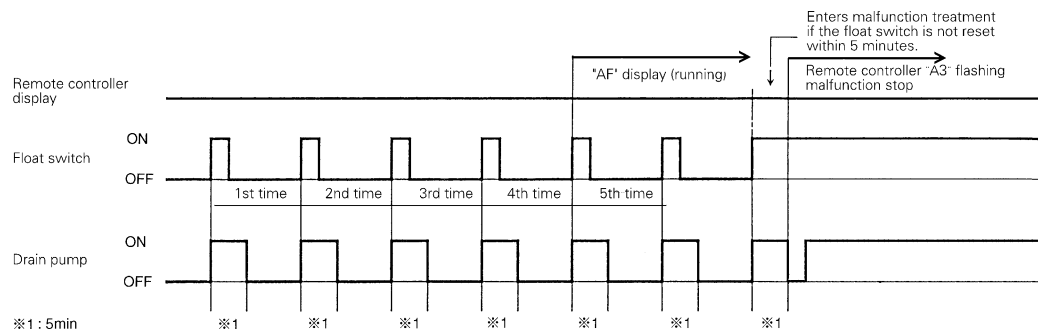 Enters malfunction treatment
if the float switch is not reset
within 5 minutes.
"AF" display (running)
Remote controller "A3" flashing
malfunction stop
Remote controller
display
ON
Float switch
OFF
1st time
2nd time
3rd time
4th time
5th time
ON
Drain pump
OFF
※1 : 5min
※1
※1
※1
※1
※1
※1
※1